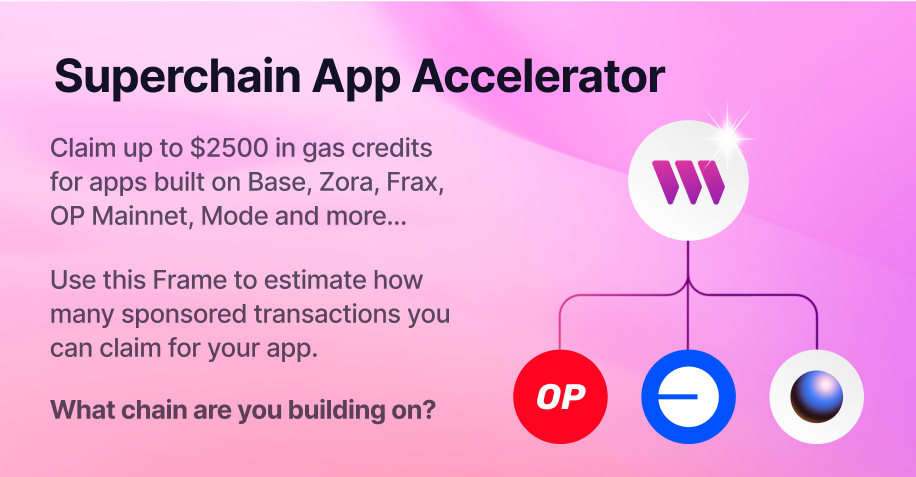 Superchain App Accelerator
Claim up to $2500 in gas credits
for apps built on Base, Zora, Frax,
OP Mainnet, Mode and more...
Use this Frame to estimate how
many sponsored transactions you
can claim for your app.
What chain are you building on?
OP